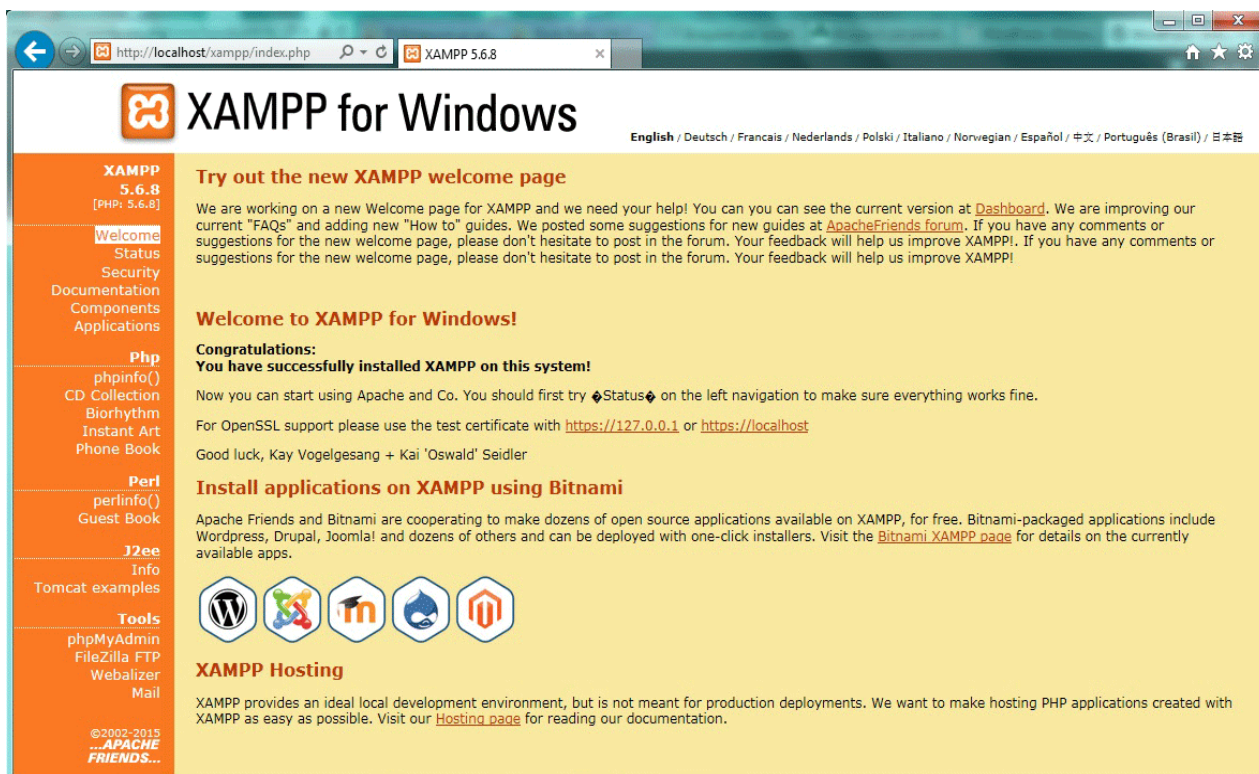 http://localhost/xampp/index.php
XAMPP 5.6.8
XAMPP for Windows
English / Deutsch / Francais / Nederlands / Polski / Italiano / Norwegian / Español / 中文 / Português (Brasil) / 日本語
XAMPP
5.6.8
[PHP: 5.6.8]
Welcome
Status
Security
Documentation
Components
Applications
Php
phpinfo()
CD Collection
Biorhythm
Instant Art
Phone Book
Perl
perlinfo()
Guest Book
J2ee
Info
Tomcat examples
Tools
phpMyAdmin
FileZilla FTP
Webalizer
Mail
©2002-2015
...APACHE
FRIENDS...
Try out the new XAMPP welcome page
We are working on a new Welcome page for XAMPP and we need your help! You can you can see the current version at Dashboard. We are improving our
current "FAQs" and adding new "How to" guides. We posted some suggestions for new guides at ApacheFriends forum. If you have any comments or
suggestions for the new welcome page, please don't hesitate to post in the forum. Your feedback will help us improve XAMPP!. If you have any comments or
suggestions for the new welcome page, please don't hesitate to post in the forum. Your feedback will help us improve XAMPP!
Welcome to XAMPP for Windows!
Congratulations:
You have successfully installed XAMPP on this system!
Now you can start using Apache and Co. You should first try �Status� on the left navigation to make sure everything works fine.
For OpenSSL support please use the test certificate with https://127.0.0.1 or https://localhost
Good luck, Kay Vogelgesang + Kai 'Oswald' Seidler
Install applications on XAMPP using Bitnami
Apache Friends and Bitnami are cooperating to make dozens of open source applications available on XAMPP, for free. Bitnami-packaged applications include
Wordpress, Drupal, Joomla! and dozens of others and can be deployed with one-click installers. Visit the Bitnami XAMPP page for details on the currently
available apps.
XAMPP Hosting
XAMPP provides an ideal local development environment, but is not meant for production deployments. We want to make hosting PHP applications created with
XAMPP as easy as possible. Visit our Hosting page for reading our documentation.